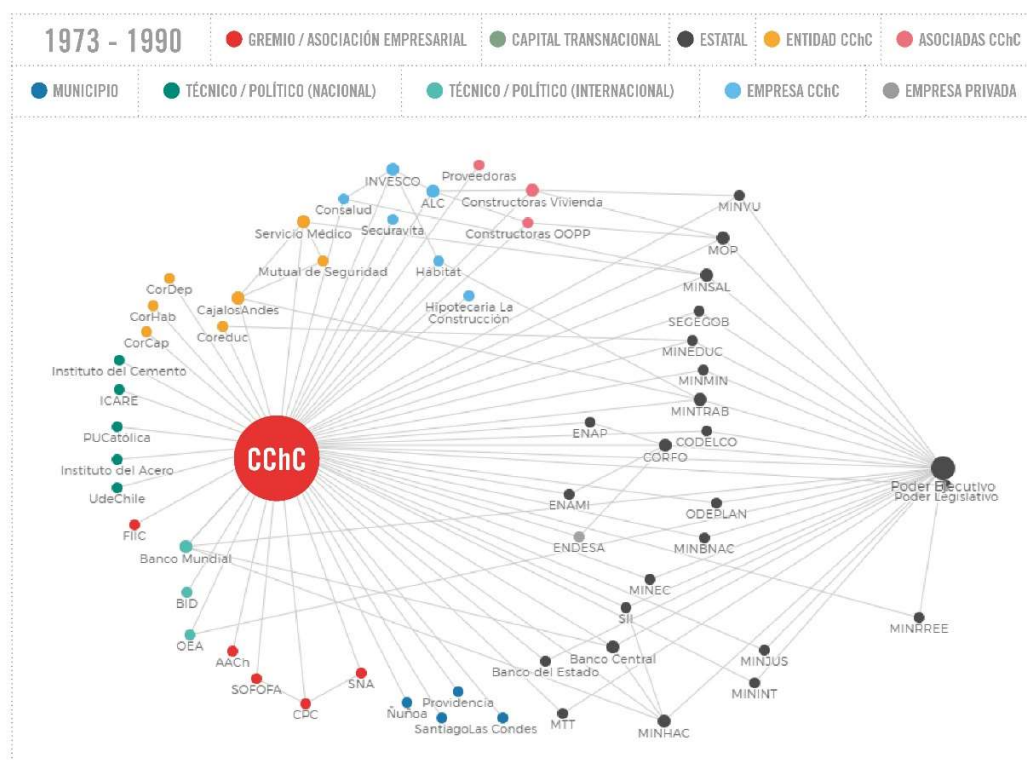 1973 - 1990
GREMIO / ASOCIACIÓN EMPRESARIAL
CAPITAL TRANSNACIONAL
ESTATAL
ENTIDAD CChC
ASOCIADAS CChC
MUNICIPIO
TÉCNICO / POLÍTICO (NACIONAL)
TÉCNICO / POLÍTICO (INTERNACIONAL)
EMPRESA CChC
EMPRESA PRIVADA
Proveedoras
INVESCO
Constructoras Vivienda
ALC
Consalud
MINVU
Servicio Médico
Securavita
Constructoras OOPP
MOP
Mutual de Seguridad
Hábitat
MINSAL
CorDep
CajalosAndes
Hipotecaria La
Construcción
CorHab
SEGEGOB
Coreduc
CorCap
MINEDUC
Instituto del Cemento
MINMIN
ICARE
MINTRAB
PUCatólica
ENAP
CODELCO
CChC
CORFO
Instituto del Acero
Poder Ejecutivo
Poder Legislativo
UdeChile
ENAMI
ODEPLAN
FIIC
ENDESA
MINBNAC
Banco Mundial
MINEC
BID
SII
MINRREE
OEA
Banco Central
MINJUS
AACh
Banco del Estado
SOFOFA
SNA
MININT
CPC
Providencia
Ñuñoa
Santiago
Las Condes
MTT
MINHAC